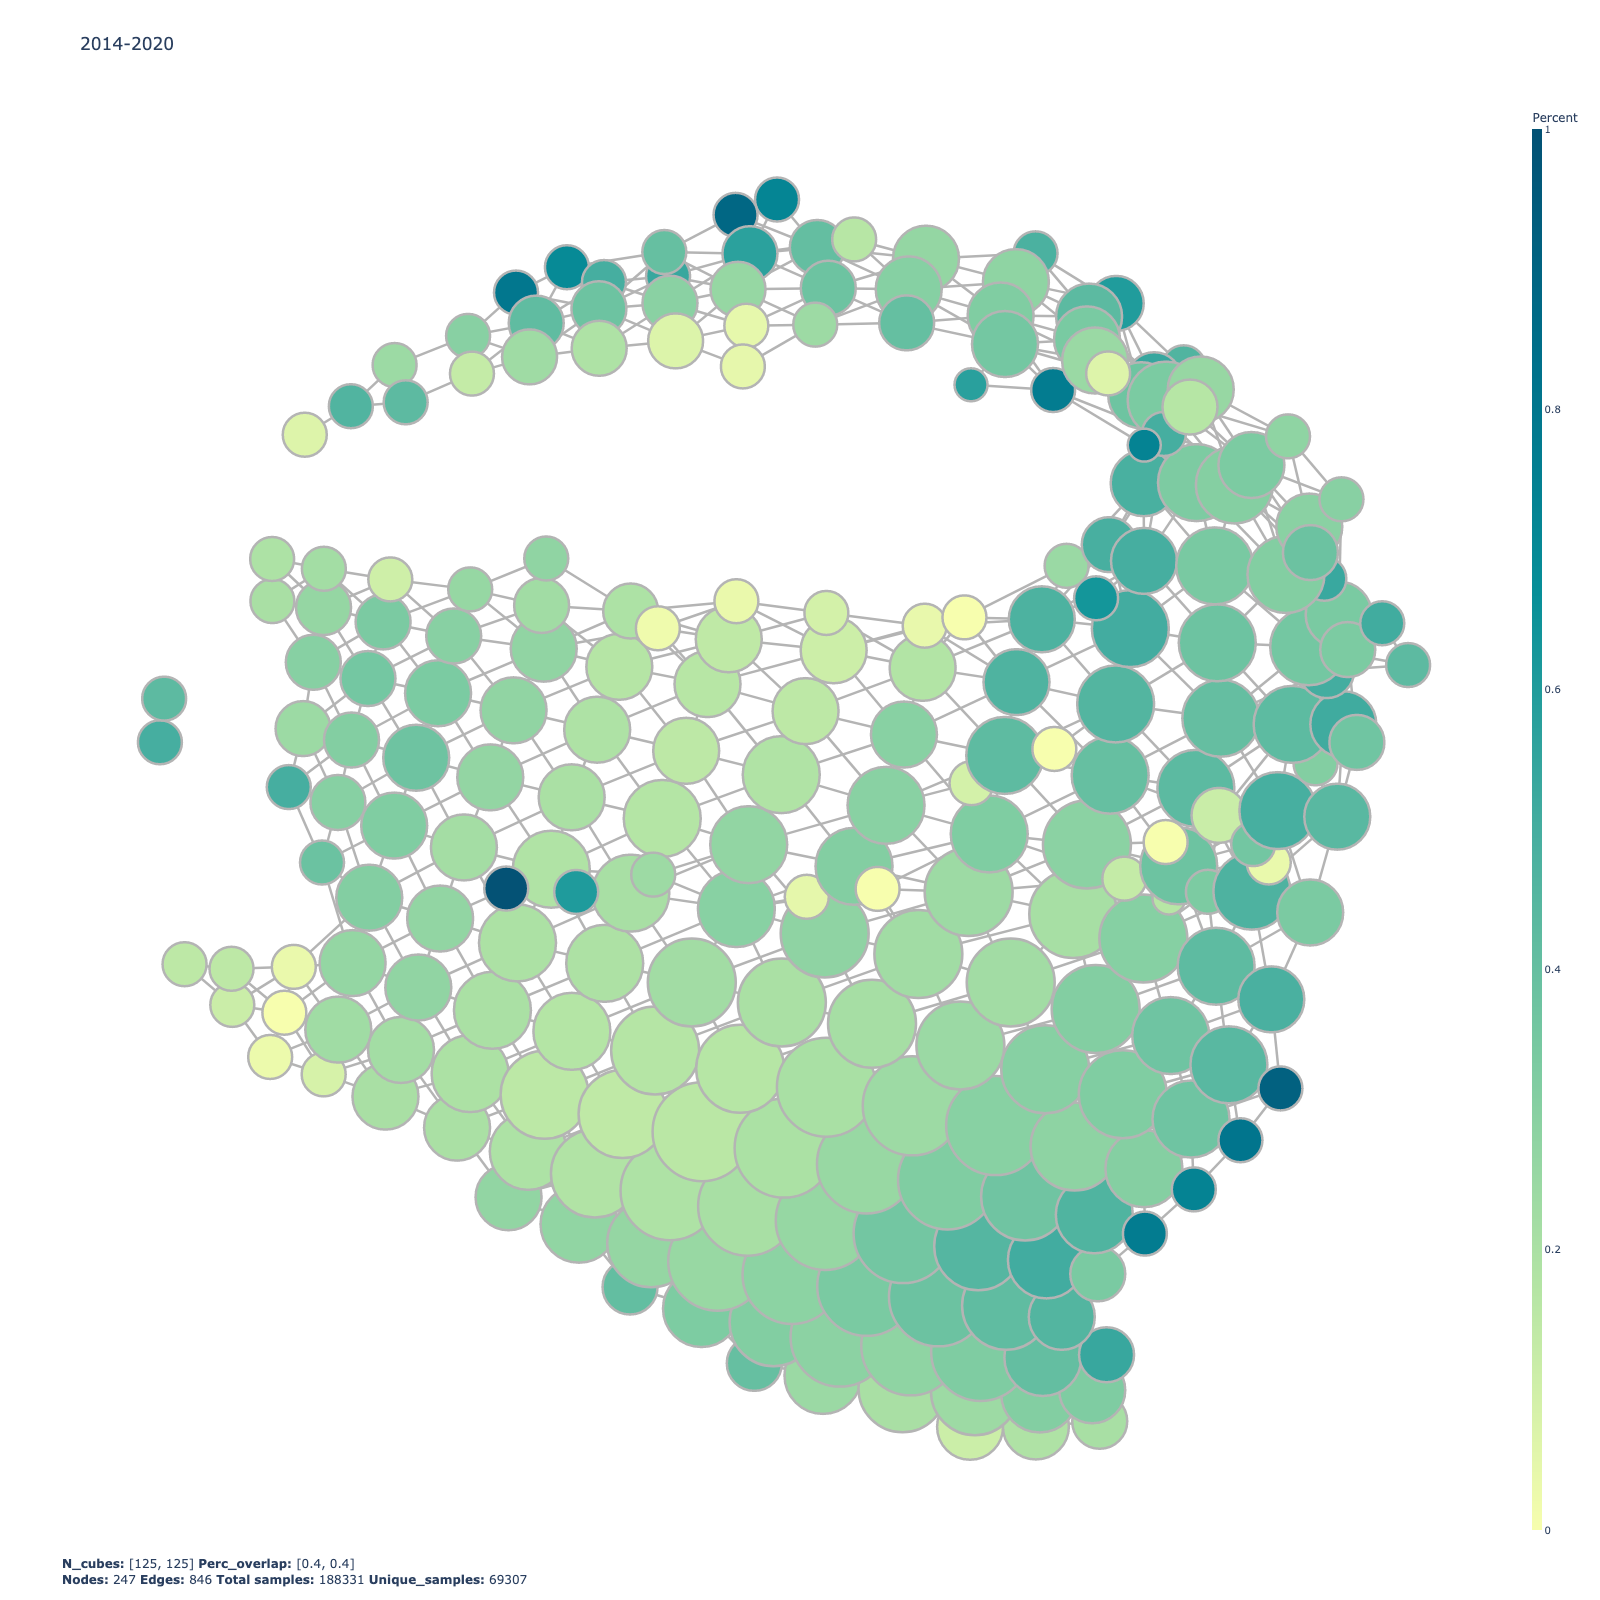 2014-2020
Percent
1
0.8
0.6
0.4
0.2
0
N_cubes: [125, 125] Perc_overlap: [0.4, 0.4]
Nodes: 247 Edges: 846 Total samples: 188331 Unique_samples: 69307